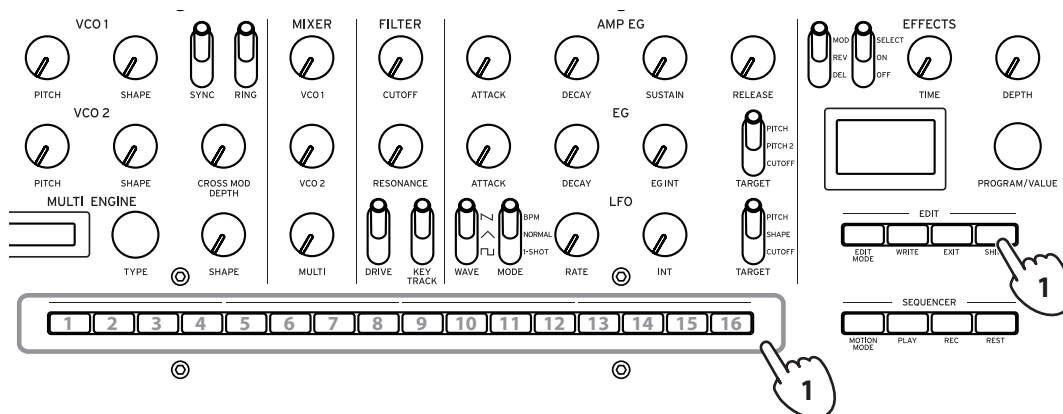 VCO 1 MIXER FILTER AMP EG EFFECTS
MOD SELECT
REV ON
DEL OFF
PITCH SHAPE SYNC RING VCO 1 CUTOFF ATTACK DECAY SUSTAIN RELEASE TIME DEPTH
VCO 2 EG
PITCH
PITCH 2
CUTOFF
PITCH SHAPE CROSS MOD DEPTH VCO 2 RESONANCE ATTACK DECAY EG INT TARGET PROGRAM/VALUE
MULTI ENGINE LFO EDIT
BPM PITCH
NORMAL SHAPE
1-SHOT CUTOFF
TYPE SHAPE MULTI DRIVE KEY TRACK WAVE MODE RATE INT TARGET
EDIT MODE WRITE EXIT
1
SEQUENCER
1 2 3 4 5 6 7 8 9 10 11 12 13 14 15 16
MOTION MODE PLAY REC REST
1